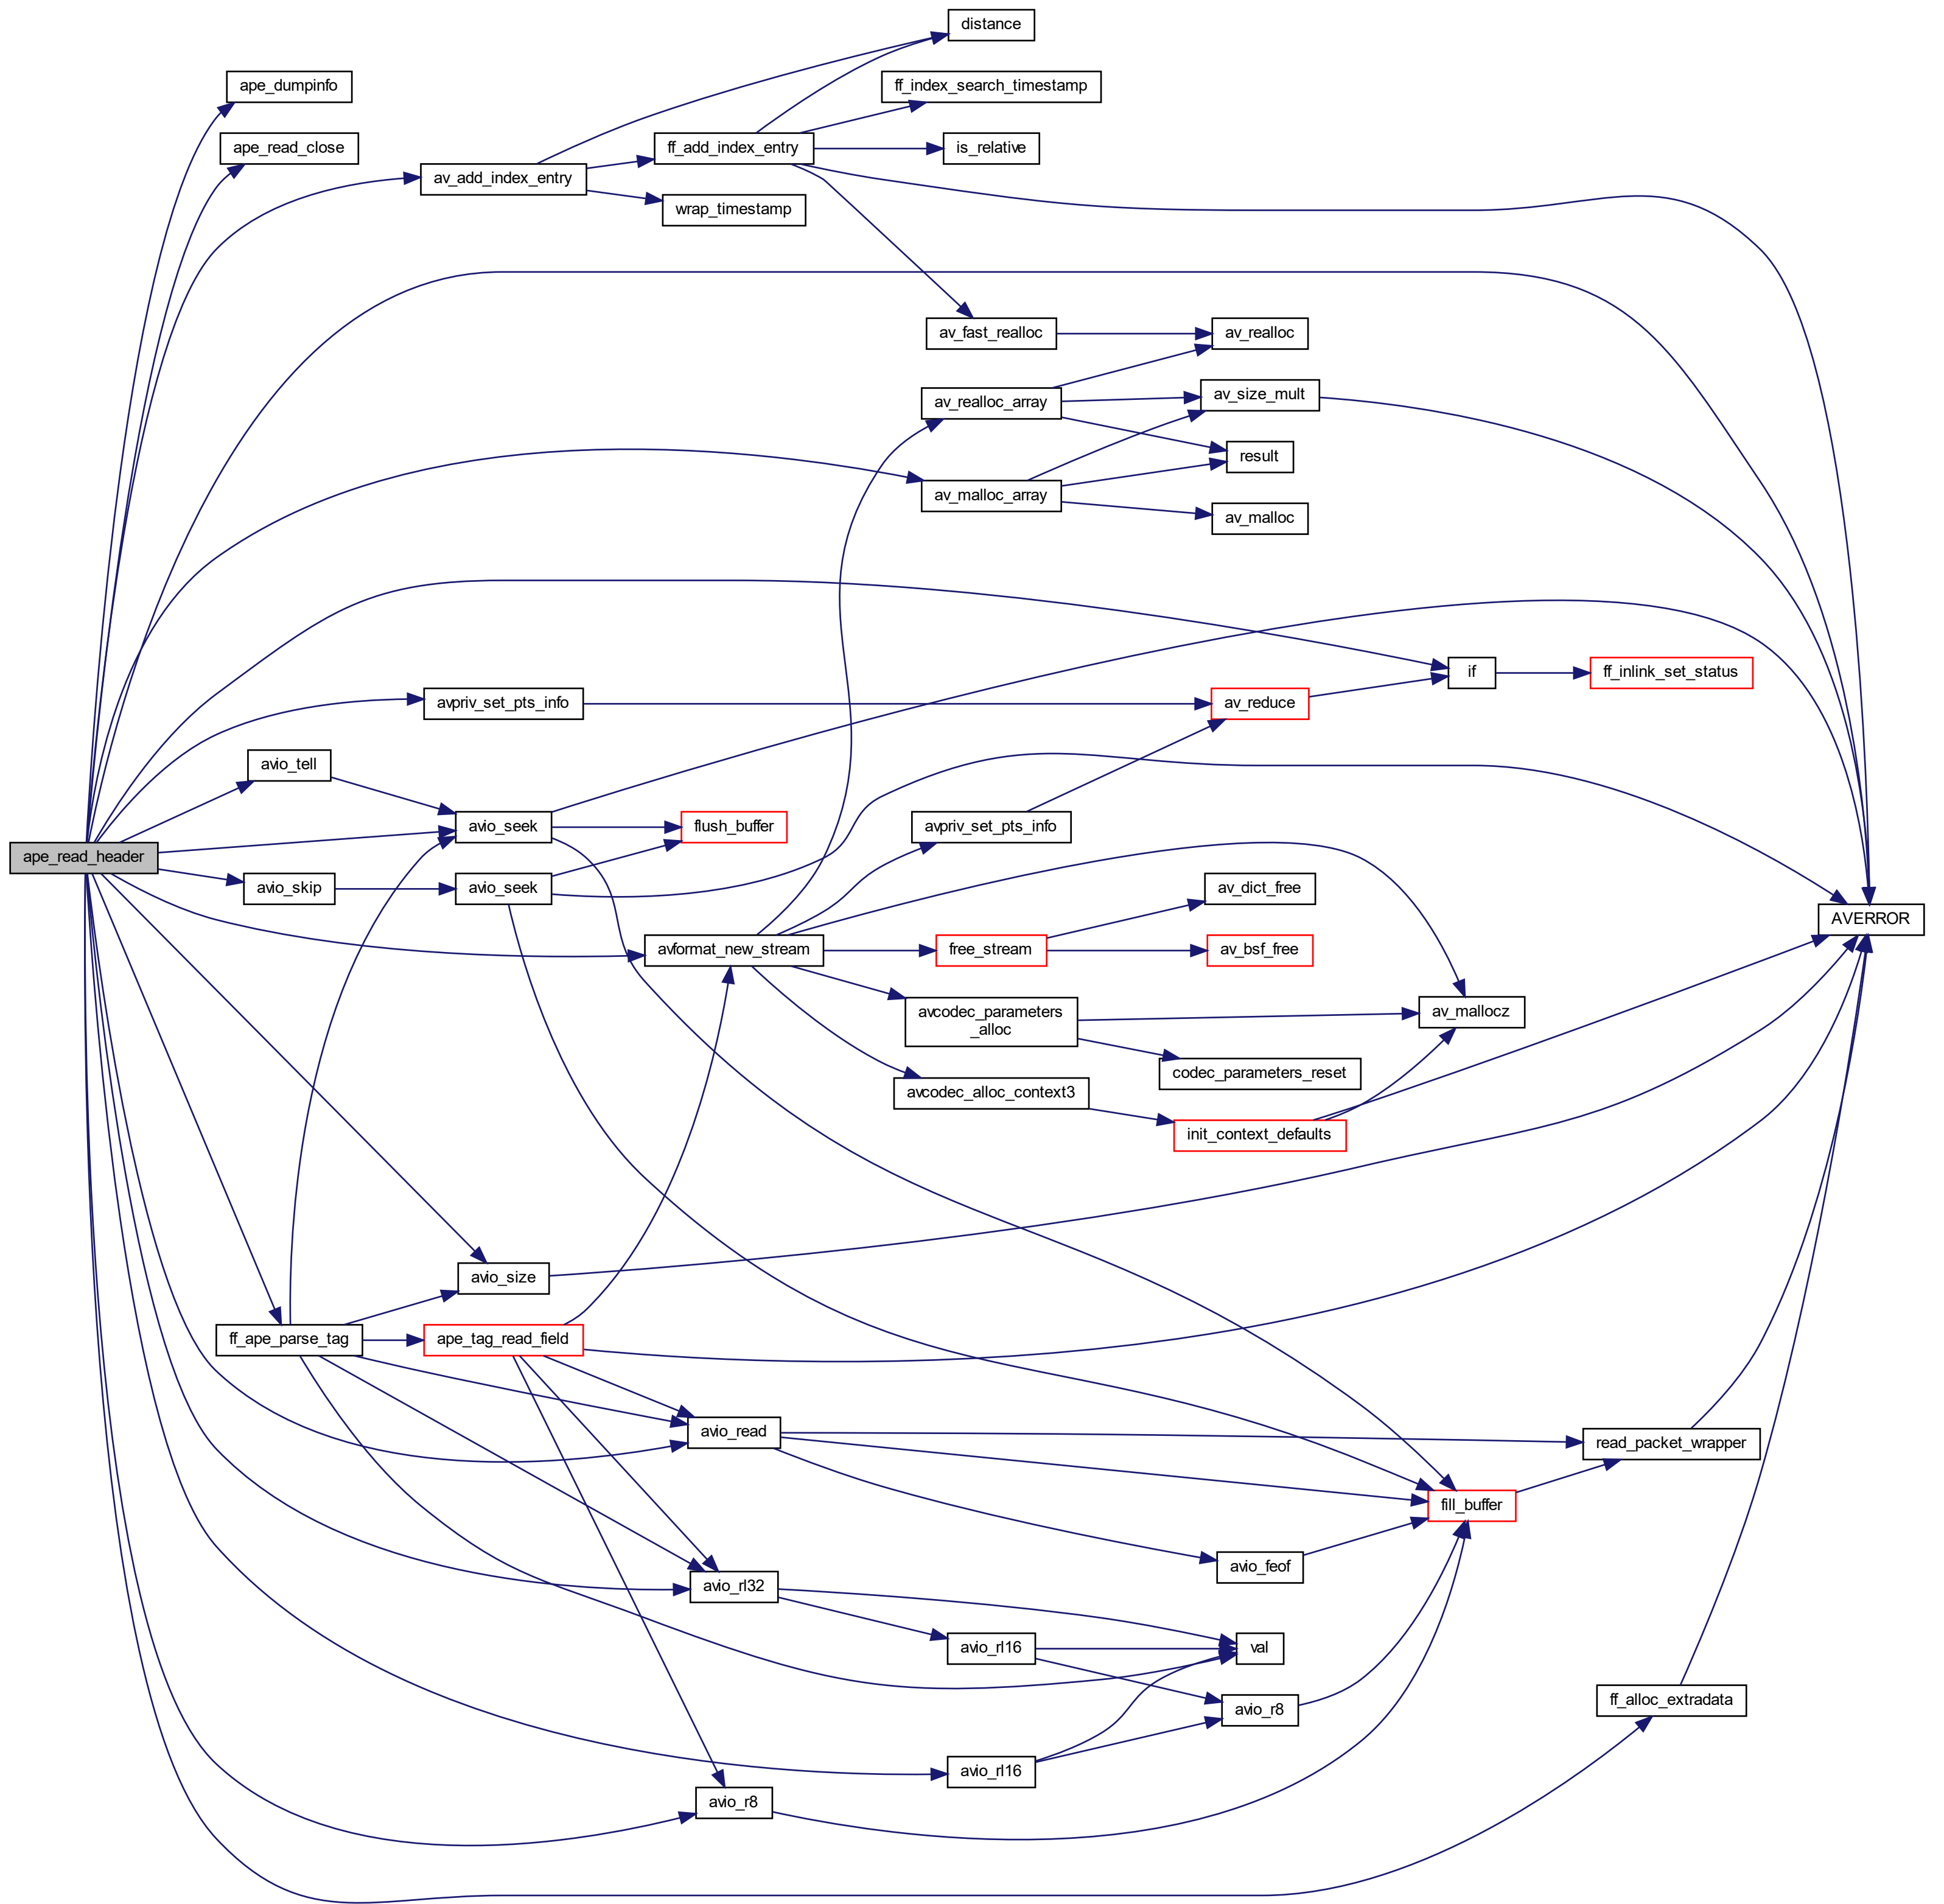 distance
ape_dumpinfo
ff_index_search_timestamp
ape_read_close
ff_add_index_entry
is_relative
av_add_index_entry
wrap_timestamp
av_fast_realloc
av_realloc
av_realloc_array
av_size_mult
result
av_malloc_array
av_malloc
if
ff_inlink_set_status
avpriv_set_pts_info
av_reduce
avio_tell
avio_seek
flush_buffer
avpriv_set_pts_info
ape_read_header
avio_skip
avio_seek
av_dict_free
AVERROR
avformat_new_stream
free_stream
av_bsf_free
avcodec_parameters
_alloc
av_mallocz
codec_parameters_reset
avcodec_alloc_context3
init_context_defaults
avio_size
ff_ape_parse_tag
ape_tag_read_field
avio_read
read_packet_wrapper
fill_buffer
avio_feof
avio_rl32
avio_rl16
val
ff_alloc_extradata
avio_r8
avio_rl16
avio_r8